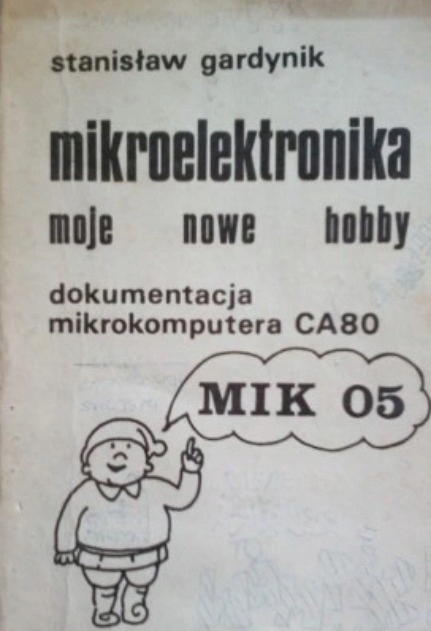 stanisław gardynik
mikroelektronika
moje nowe hobby
dokumentacja
mikrokomputera CA80
MIK 05